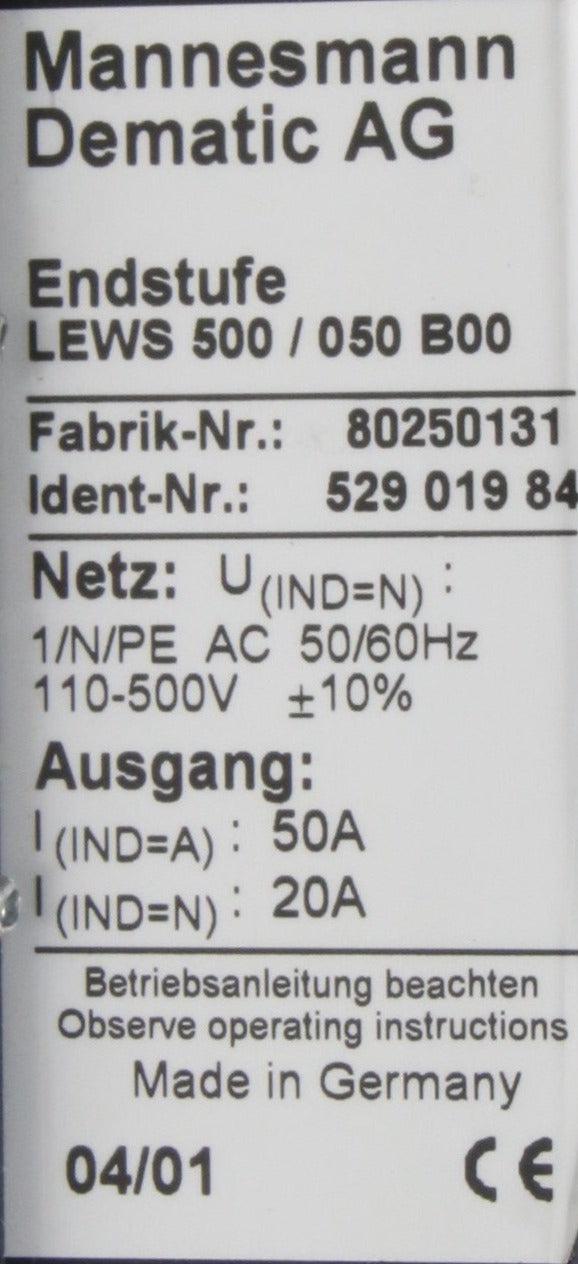 Mannesmann
Dematic AG
Endstufe
LEWS 500 / 050 B00
Fabrik-Nr.: 80250131
Ident-Nr.: 529 019 84
Netz: U(IND=N) :
1/N/PE AC 50/60Hz
110-500V ±10%
Ausgang:
I(IND=A) : 50A
I(IND=N) : 20A
Betriebsanleitung beachten
Observe operating instructions
Made in Germany
04/01 CE